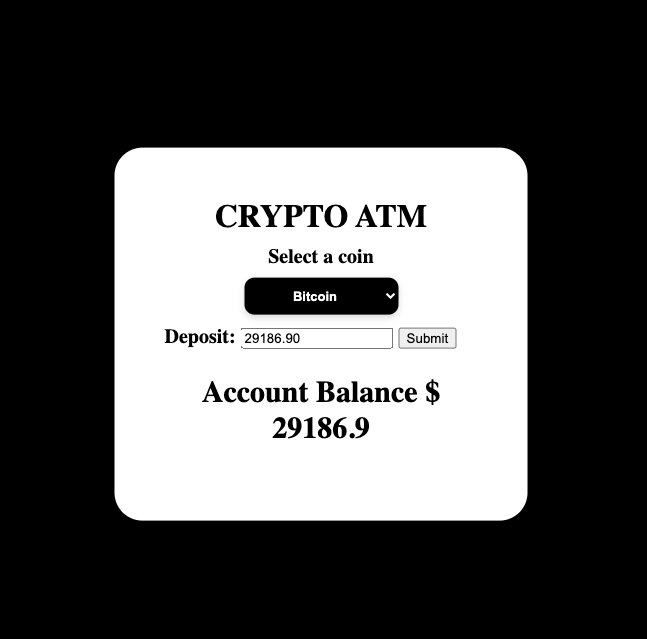 CRYPTO ATM
Select a coin
Bitcoin
Deposit: 29186.90 Submit
Account Balance $
29186.9